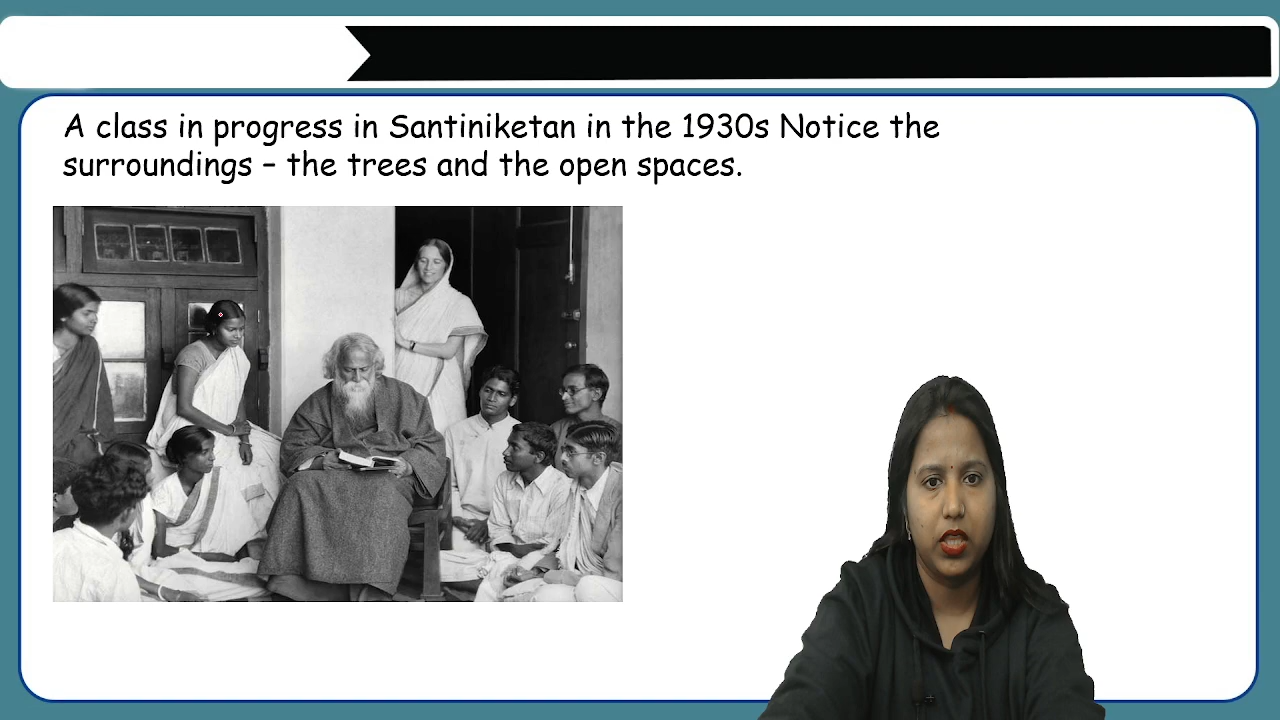 A class in progress in Santiniketan in the 1930s Notice the
surroundings – the trees and the open spaces.